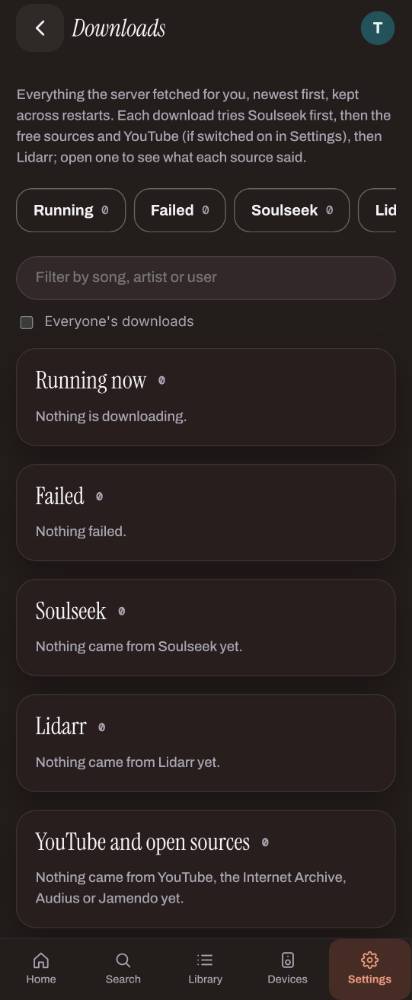 Downloads
T
Everything the server fetched for you, newest first, kept
across restarts. Each download tries Soulseek first, then the
free sources and YouTube (if switched on in Settings), then
Lidarr; open one to see what each source said.
Running 0 Failed 0 Soulseek 0 Lid
Filter by song, artist or user
Everyone's downloads
Running now 0
Nothing is downloading.
Failed 0
Nothing failed.
Soulseek 0
Nothing came from Soulseek yet.
Lidarr 0
Nothing came from Lidarr yet.
YouTube and open sources 0
Nothing came from YouTube, the Internet Archive,
Audius or Jamendo yet.
Home Search Library Devices Settings